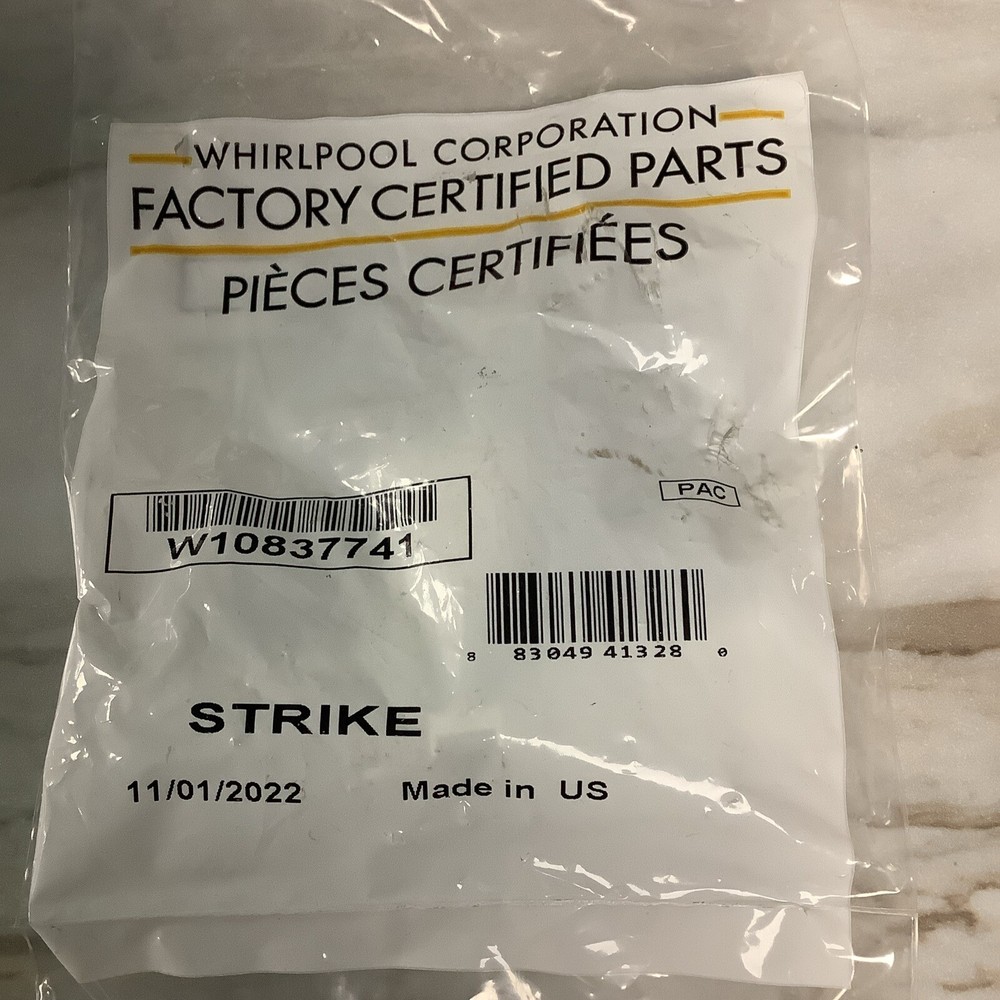 WHIRLPOOL CORPORATION
FACTORY CERTIFIED PARTS
PIÈCES CERTIFIÉES
PAC
W10837741
8 83049 41328 0
STRIKE
11/01/2022 Made in US